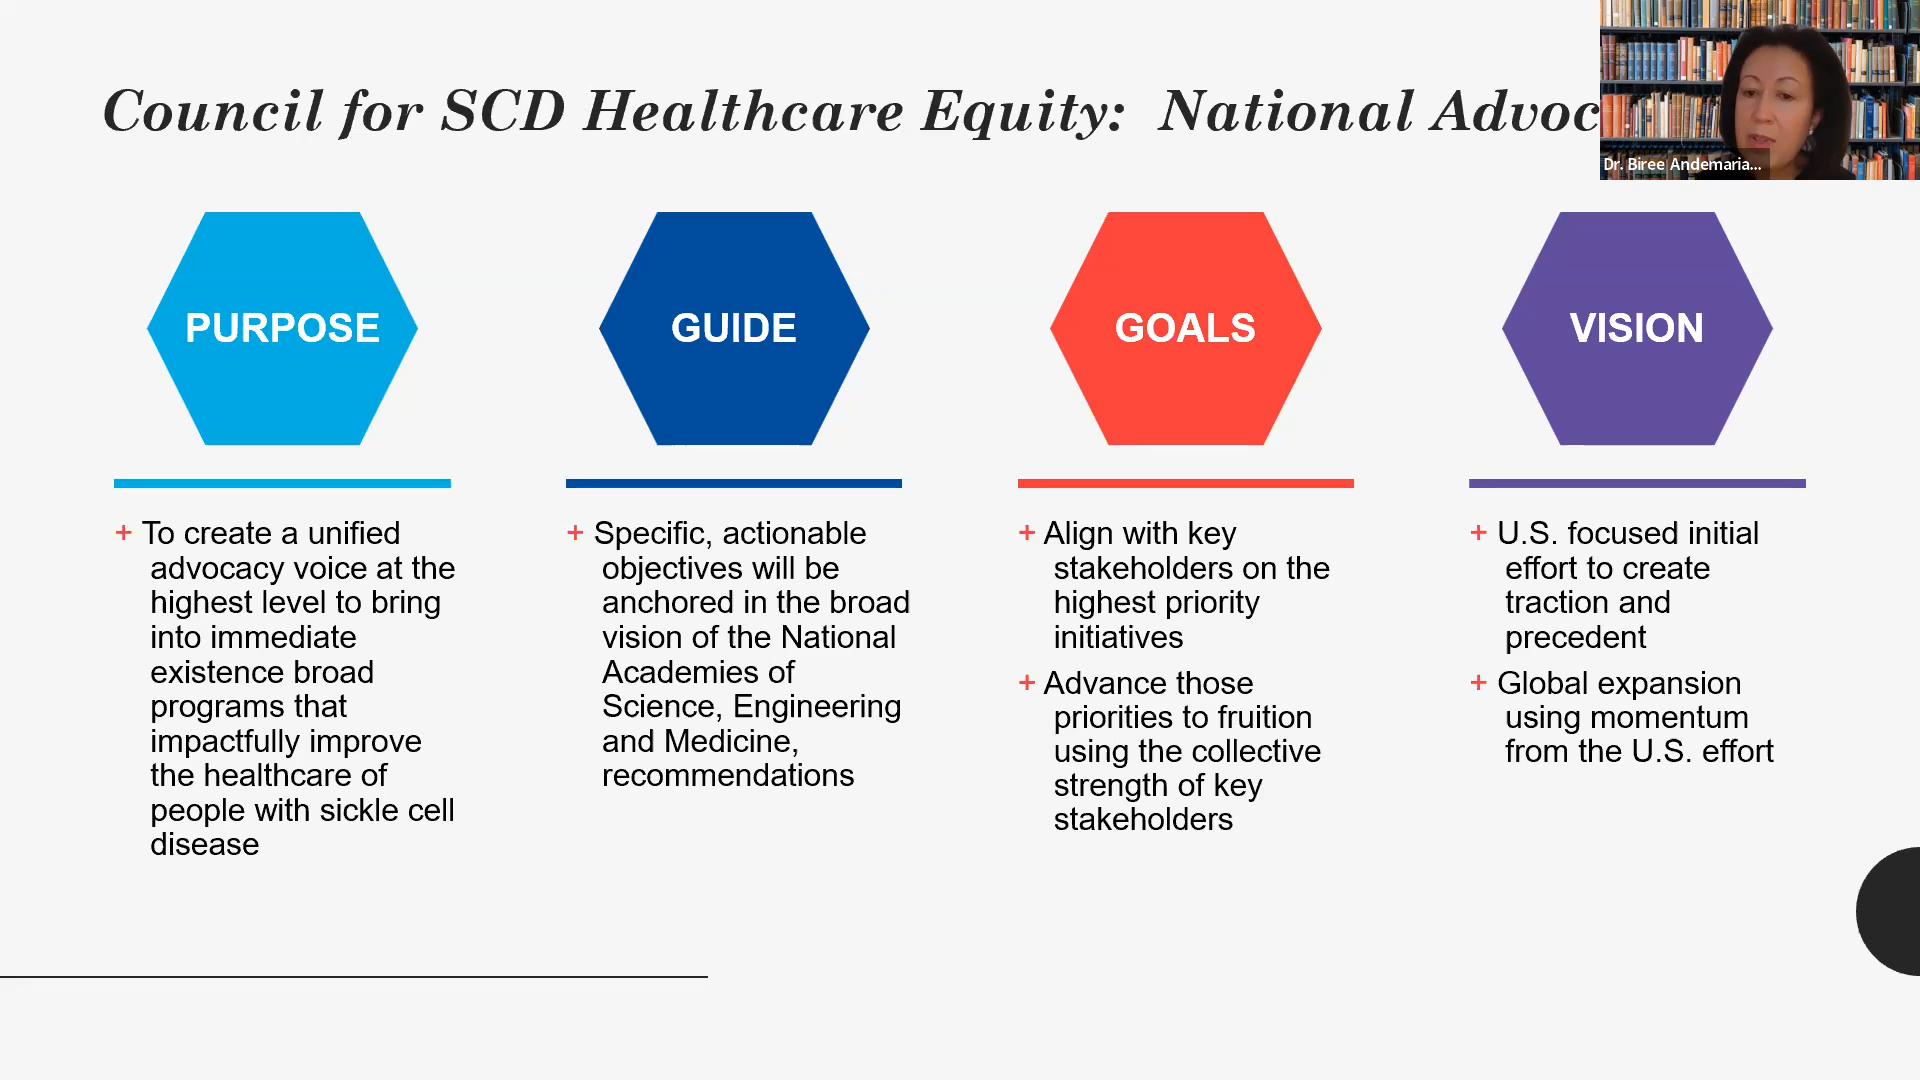 Council for SCD Healthcare Equity: National Advoc
Dr. Biree Andemaria...
PURPOSE
GUIDE
GOALS
VISION
+ To create a unified
advocacy voice at the
highest level to bring
into immediate
existence broad
programs that
impactfully improve
the healthcare of
people with sickle cell
disease
+ Specific, actionable
objectives will be
anchored in the broad
vision of the National
Academies of
Science, Engineering
and Medicine,
recommendations
+ Align with key
stakeholders on the
highest priority
initiatives
+ Advance those
priorities to fruition
using the collective
strength of key
stakeholders
+ U.S. focused initial
effort to create
traction and
precedent
+ Global expansion
using momentum
from the U.S. effort